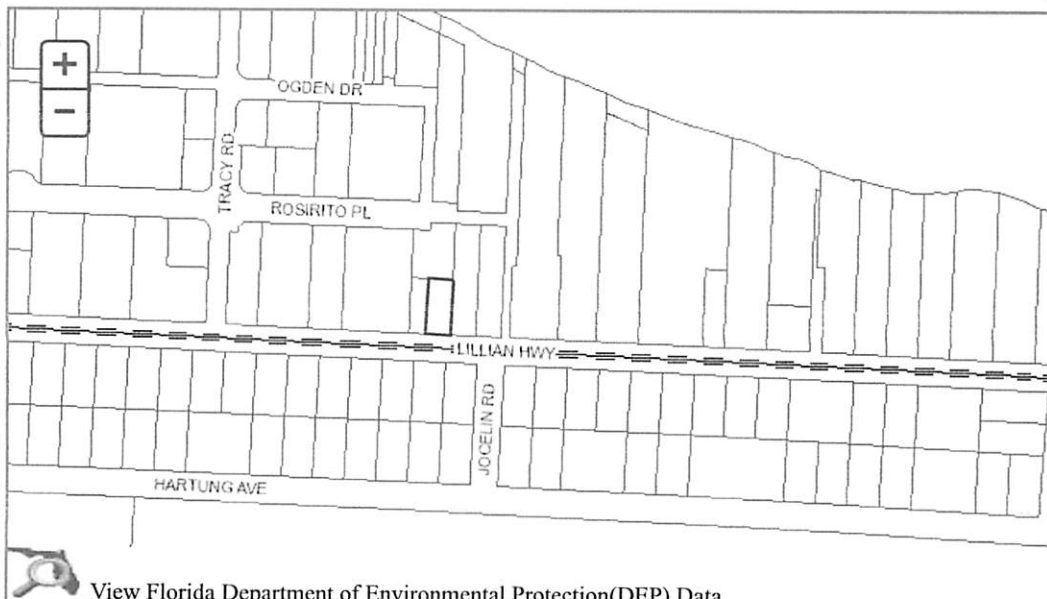 +
−
OGDEN DR
TRACY RD
ROSIRITO PL
LILLIAN HWY
JOCELIN RD
HARTUNG AVE
View Florida Department of Environmental Protection(DEP) Data